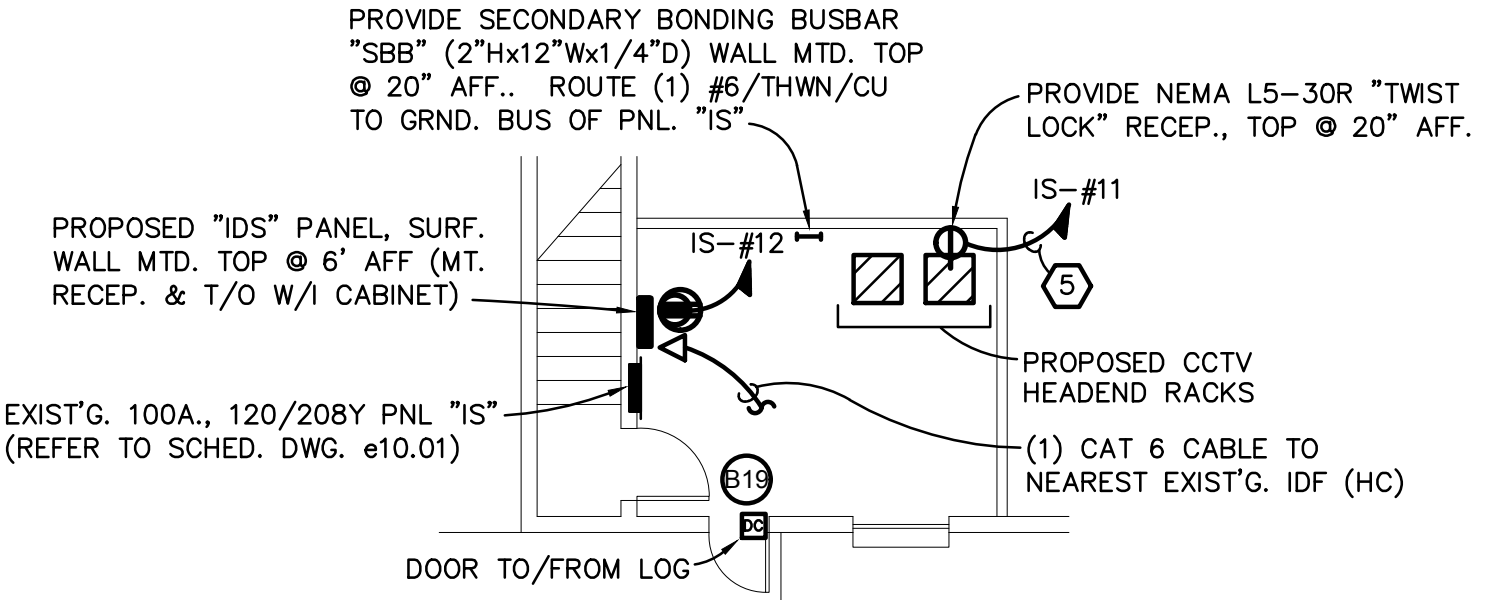 PROVIDE SECONDARY BONDING BUSBAR
"SBB" (2"Hx12"Wx1/4"D) WALL MTD. TOP
@ 20" AFF.. ROUTE (1) #6/THWN/CU
TO GRND. BUS OF PNL. "IS"
PROVIDE NEMA L5-30R "TWIST
LOCK" RECEP., TOP @ 20" AFF.
IS-#11
5
PROPOSED "IDS" PANEL, SURF.
WALL MTD. TOP @ 6' AFF (MT.
RECEP. & T/O W/I CABINET)
IS-#12
PROPOSED CCTV
HEADEND RACKS
EXIST'G. 100A., 120/208Y PNL "IS"
(REFER TO SCHED. DWG. e10.01)
(1) CAT 6 CABLE TO
NEAREST EXIST'G. IDF (HC)
B19
DC
DOOR TO/FROM LOG